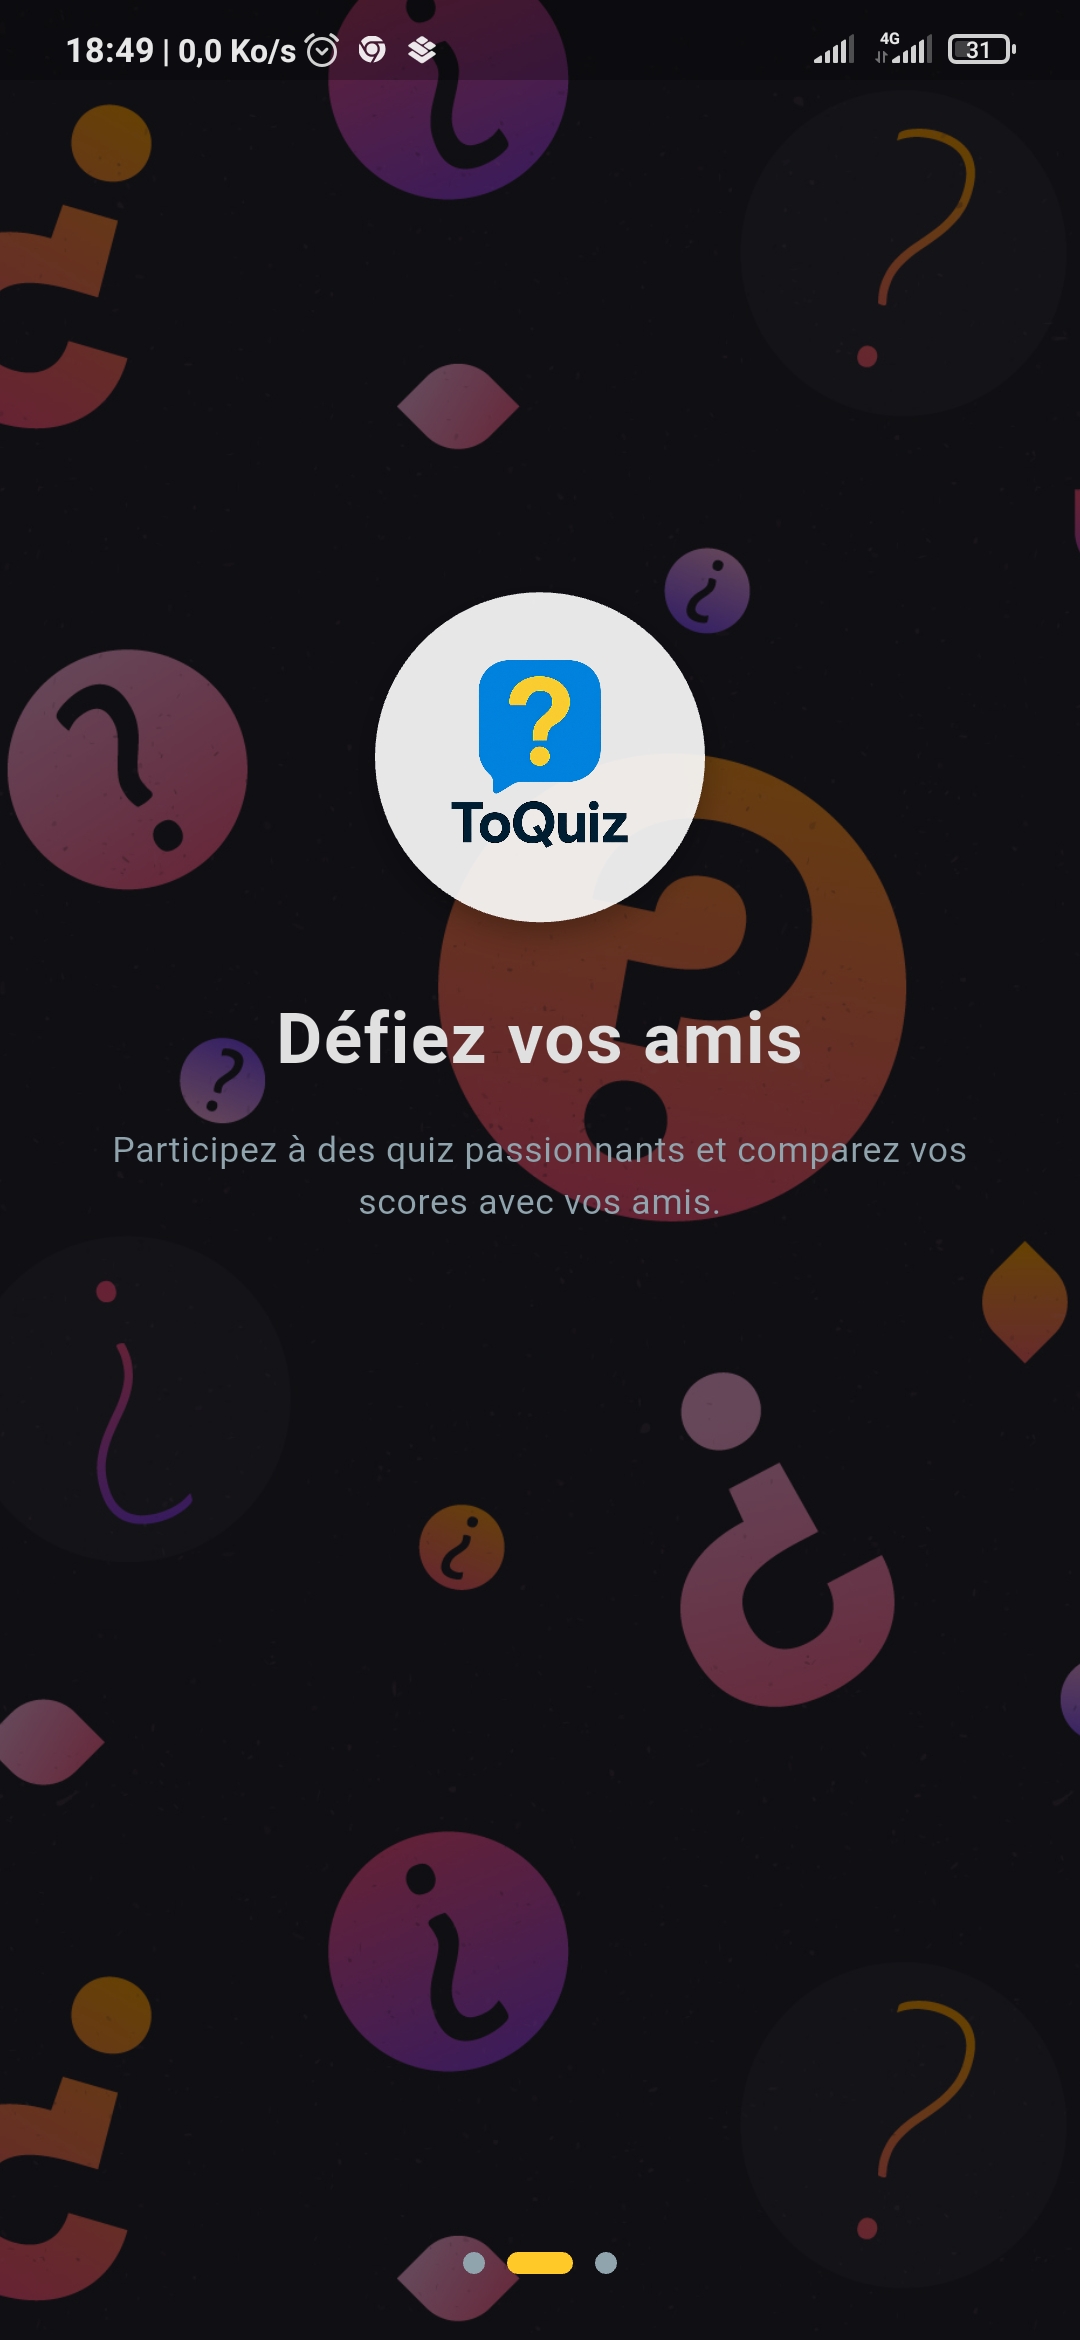 18:49 | 0,0 Ko/s 4G 31
?
ToQuiz
Défiez vos amis
Participez à des quiz passionnants et comparez vos
scores avec vos amis.